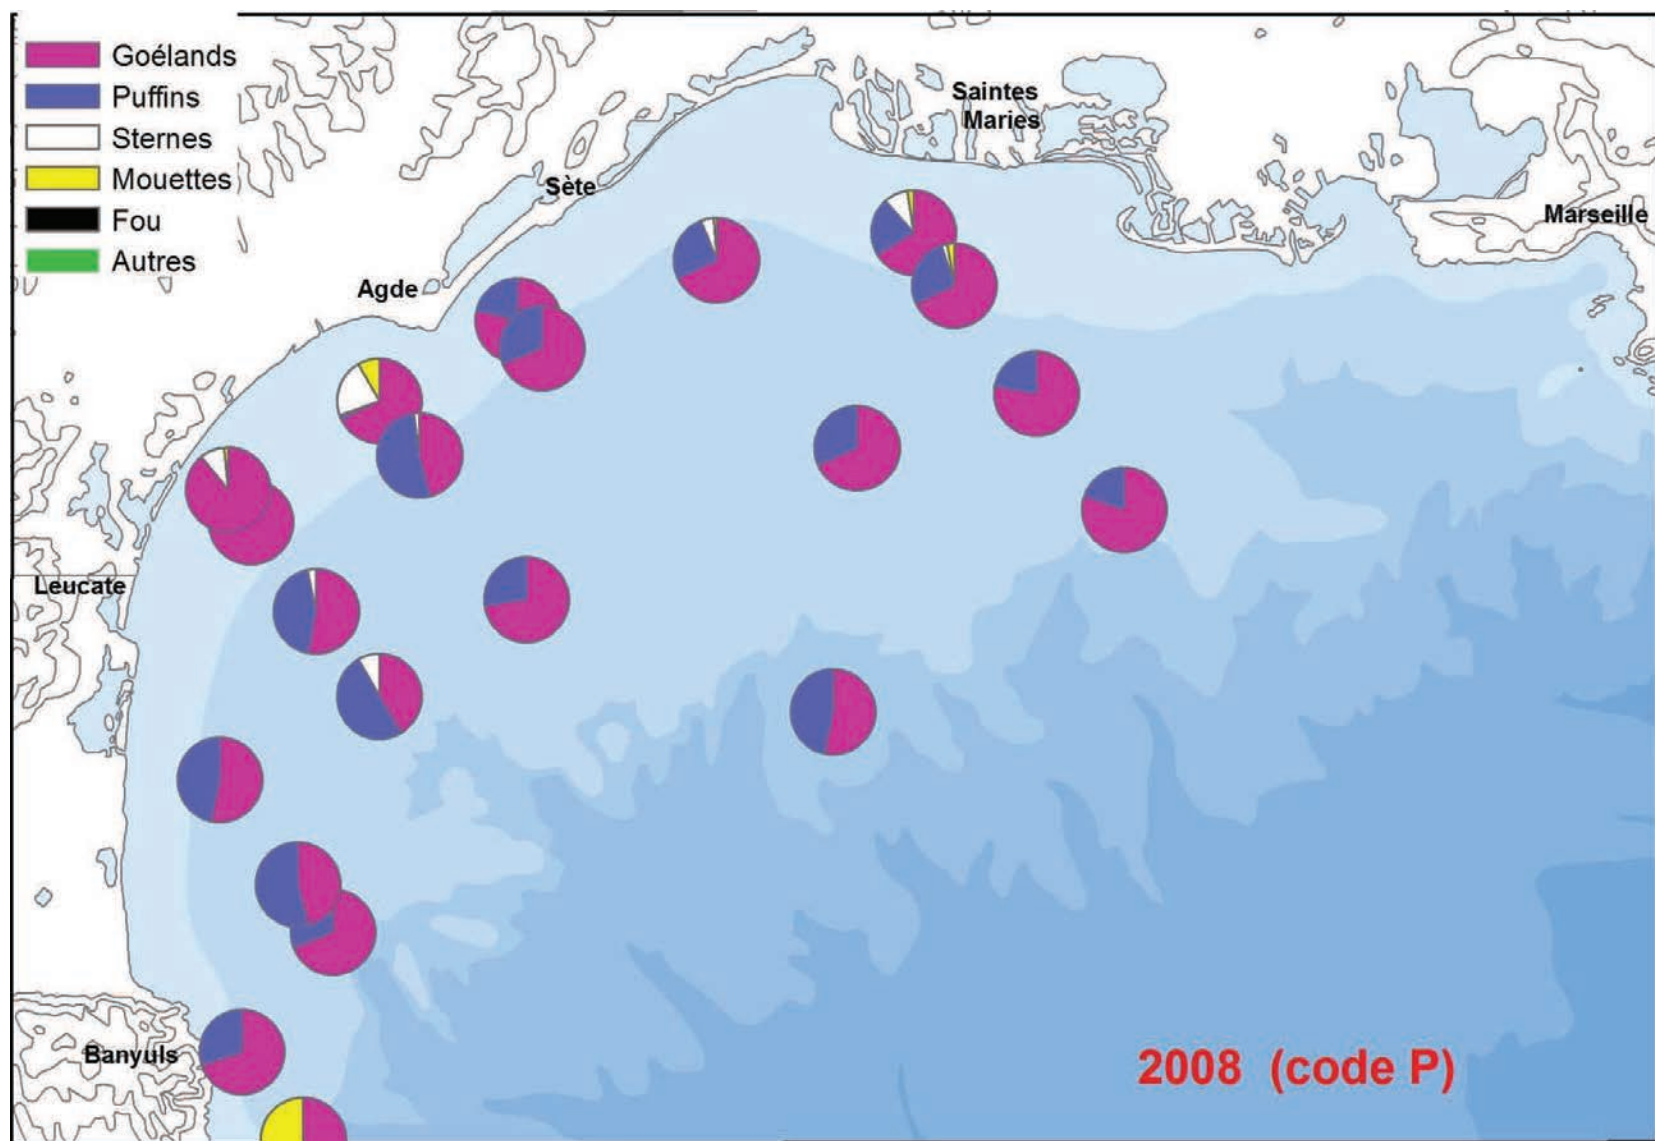 Goélands
Puffins
Sternes
Mouettes
Fou
Autres
Saintes
Maries
Sète
Marseille
Agde
Leucate
Banyuls
2008 (code P)